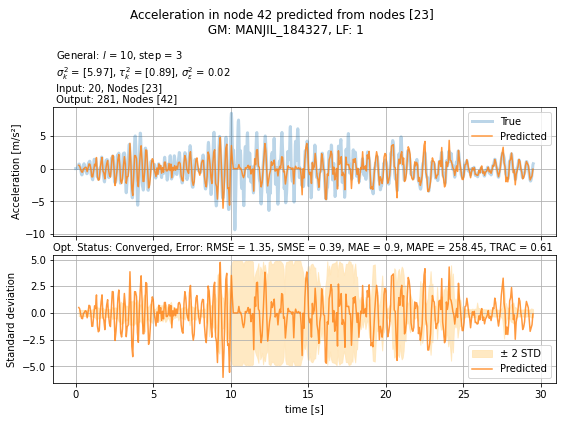 Acceleration in node 42 predicted from nodes [23]
GM: MANJIL_184327, LF: 1
General: l = 10, step = 3
σ²ₖ = [5.97], τ²ₖ = [0.89], σ²ε = 0.02
Input: 20, Nodes [23]
Output: 281, Nodes [42]
Acceleration [m/s²]
5
0
−5
−10
True
Predicted
Opt. Status: Converged, Error: RMSE = 1.35, SMSE = 0.39, MAE = 0.9, MAPE = 258.45, TRAC = 0.61
Standard deviation
5.0
2.5
0.0
−2.5
−5.0
± 2 STD
Predicted
0 5 10 15 20 25 30
time [s]